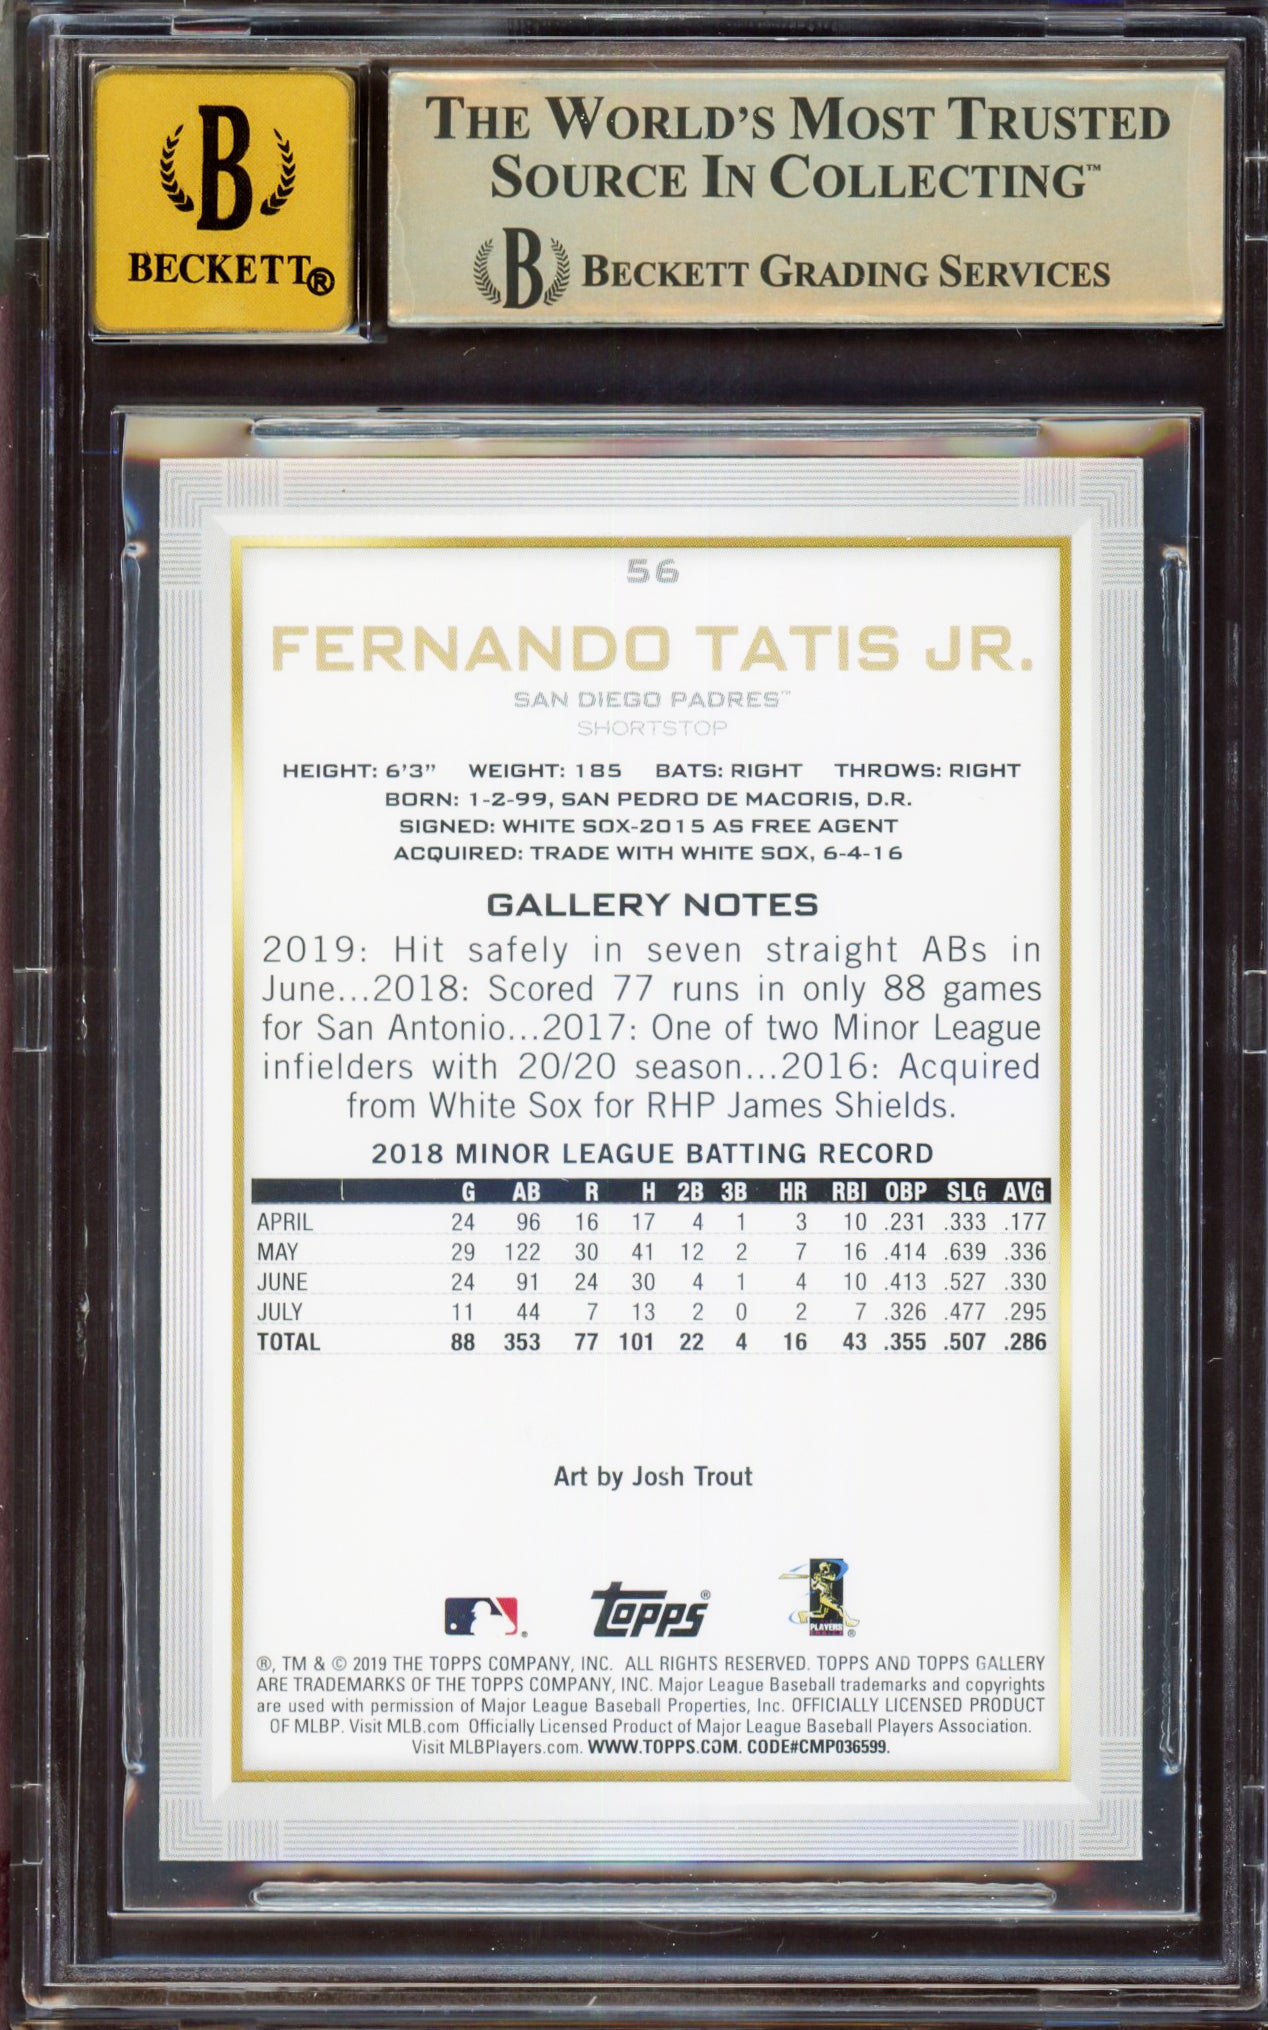 B
BECKETT®
THE WORLD'S MOST TRUSTED
SOURCE IN COLLECTING™
B BECKETT GRADING SERVICES
56
FERNANDO TATIS JR.
SAN DIEGO PADRES™
SHORTSTOP
HEIGHT: 6'3" WEIGHT: 185 BATS: RIGHT THROWS: RIGHT
BORN: 1-2-99, SAN PEDRO DE MACORIS, D.R.
SIGNED: WHITE SOX-2015 AS FREE AGENT
ACQUIRED: TRADE WITH WHITE SOX, 6-4-16
GALLERY NOTES
2019: Hit safely in seven straight ABs in
June...2018: Scored 77 runs in only 88 games
for San Antonio...2017: One of two Minor League
infielders with 20/20 season...2016: Acquired
from White Sox for RHP James Shields.
2018 MINOR LEAGUE BATTING RECORD
G AB R H 2B 3B HR RBI OBP SLG AVG
APRIL 24 96 16 17 4 1 3 10 .231 .333 .177
MAY 29 122 30 41 12 2 7 16 .414 .639 .336
JUNE 24 91 24 30 4 1 4 10 .413 .527 .330
JULY 11 44 7 13 2 0 2 7 .326 .477 .295
TOTAL 88 353 77 101 22 4 16 43 .355 .507 .286
Art by Josh Trout
® Topps® PLAYERS ®
®, TM & © 2019 THE TOPPS COMPANY, INC. ALL RIGHTS RESERVED. TOPPS AND TOPPS GALLERY
ARE TRADEMARKS OF THE TOPPS COMPANY, INC. Major League Baseball trademarks and copyrights
are used with permission of Major League Baseball Properties, Inc. OFFICIALLY LICENSED PRODUCT
OF MLBP. Visit MLB.com Officially Licensed Product of Major League Baseball Players Association.
Visit MLBPlayers.com. WWW.TOPPS.COM. CODE#CMP036599.